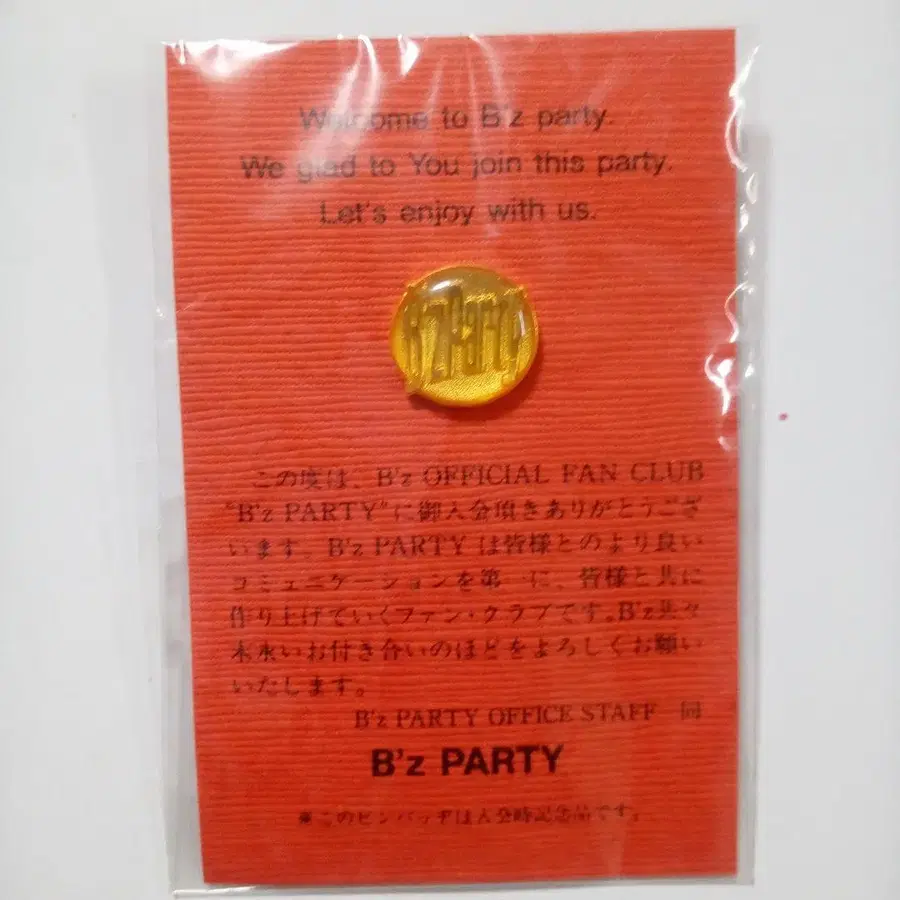 Welcome to B'z party.
We glad to You join this party.
Let's enjoy with us.
B'z Party
この度は、B'z OFFICIAL FAN CLUB
"B'z PARTY"に御入会頂きありがとうござ
います。B'z PARTY は皆様とのより良い
コミュニケーションを第一に、皆様と共に
作り上げていくファン・クラブです。B'z共々
末永いお付き合いのほどをよろしくお願い
いたします。
B'z PARTY OFFICE STAFF 一同
B'z PARTY
※このピンバッヂは入会時記念品です。